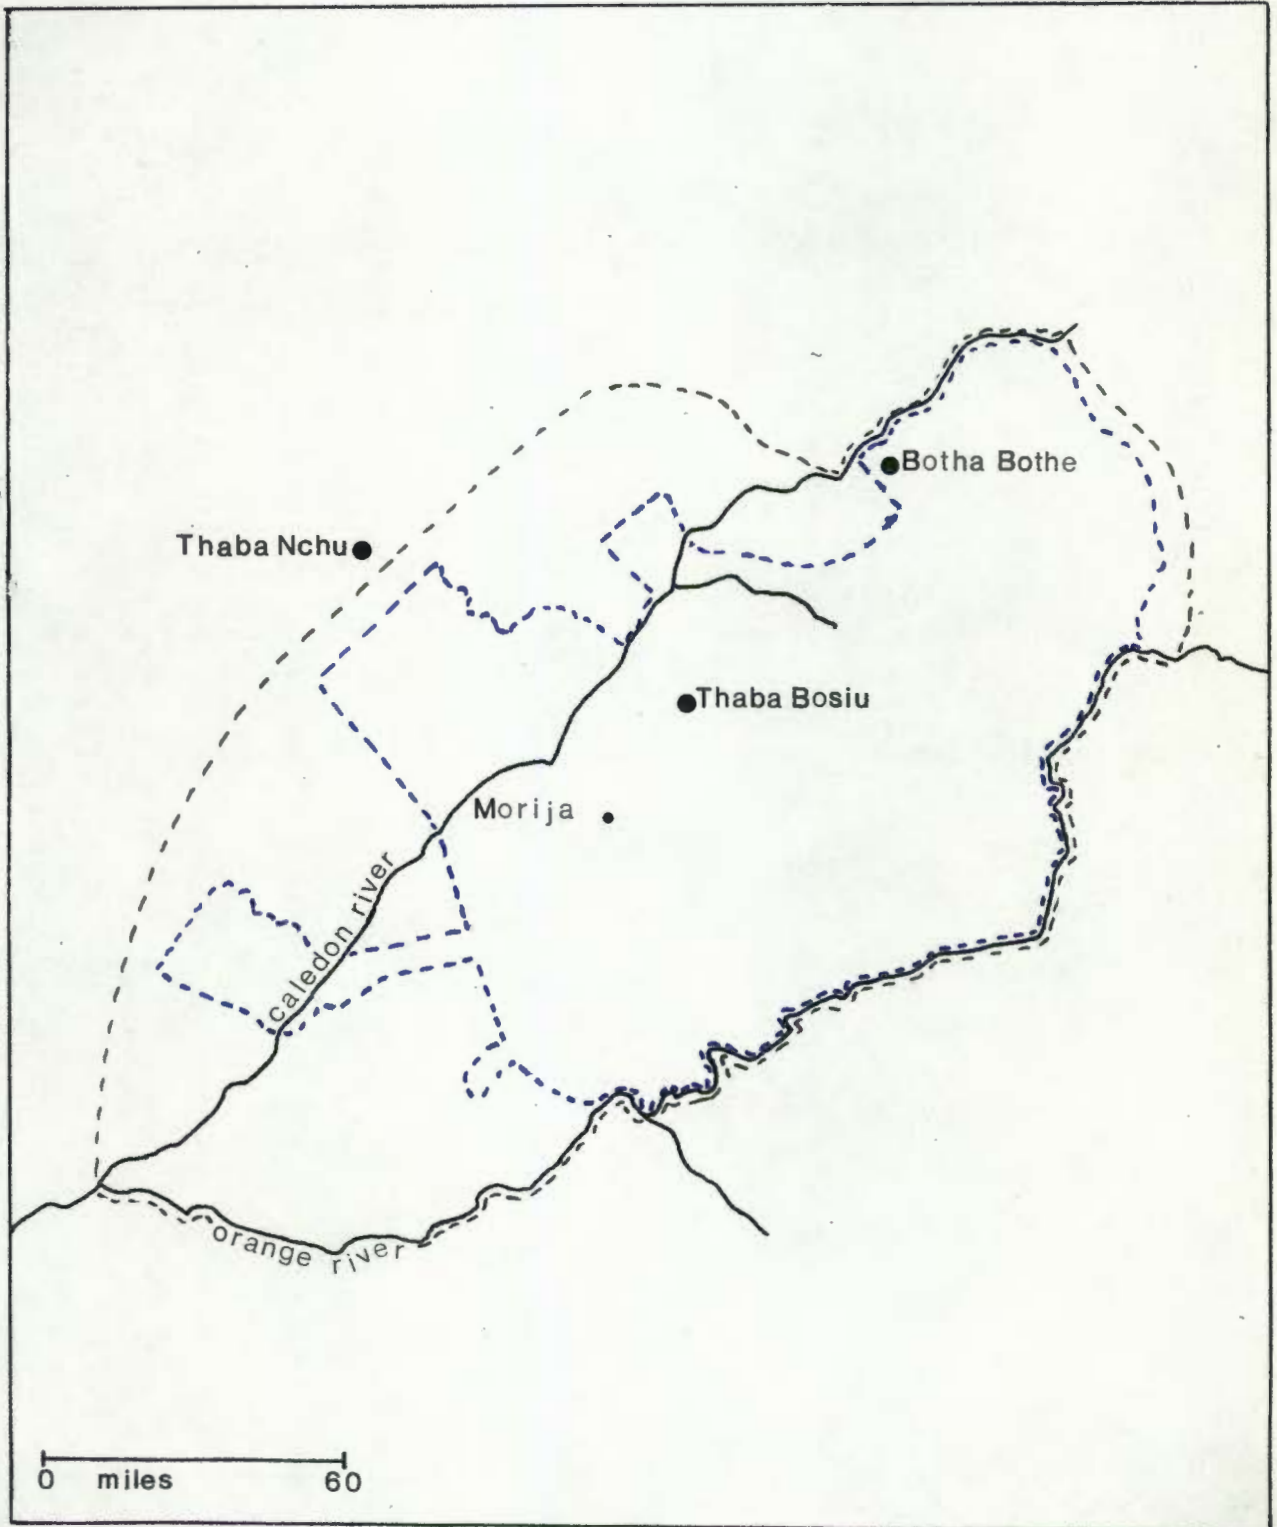 Botha Bothe
Thaba Nchu
Thaba Bosiu
Morija
caledon river
orange river
0 miles 60